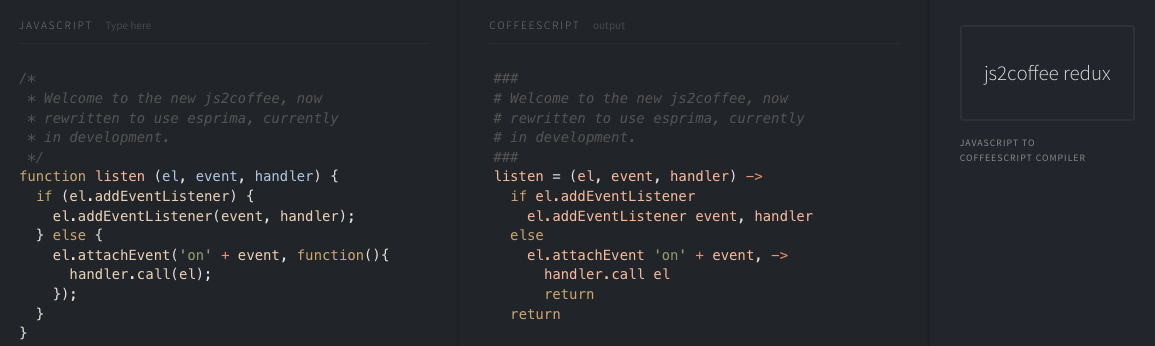 JAVASCRIPT Type here
/*
 * Welcome to the new js2coffee, now
 * rewritten to use esprima, currently
 * in development.
 */
function listen (el, event, handler) {
  if (el.addEventListener) {
    el.addEventListener(event, handler);
  } else {
    el.attachEvent('on' + event, function(){
      handler.call(el);
    });
  }
}
COFFEESCRIPT output
###
# Welcome to the new js2coffee, now
# rewritten to use esprima, currently
# in development.
###
listen = (el, event, handler) ->
  if el.addEventListener
    el.addEventListener event, handler
  else
    el.attachEvent 'on' + event, ->
      handler.call el
      return
  return
js2coffee redux
JAVASCRIPT TO
COFFEESCRIPT COMPILER